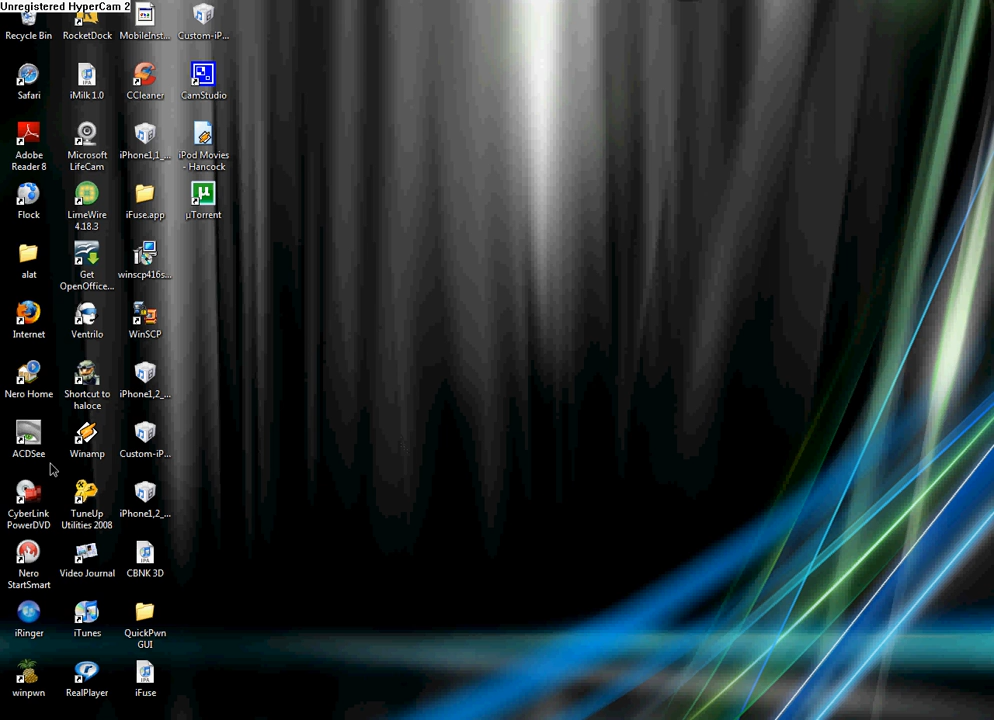 Unregistered HyperCam 2
Recycle Bin
RocketDock
MobileInst...
Custom-iP...
Safari
iMilk 1.0
CCleaner
CamStudio
Adobe
Reader 8
Microsoft
LifeCam
iPhone1,1_...
iPod Movies
- Hancock
Flock
LimeWire
4.18.3
iFuse.app
µTorrent
alat
Get
OpenOffice...
winscp416s...
Internet
Ventrilo
WinSCP
Nero Home
Shortcut to
haloce
iPhone1,2_...
ACDSee
Winamp
Custom-iP...
CyberLink
PowerDVD
TuneUp
Utilities 2008
iPhone1,2_...
Nero
StartSmart
Video Journal
CBNK 3D
iRinger
iTunes
QuickPwn
GUI
winpwn
RealPlayer
iFuse